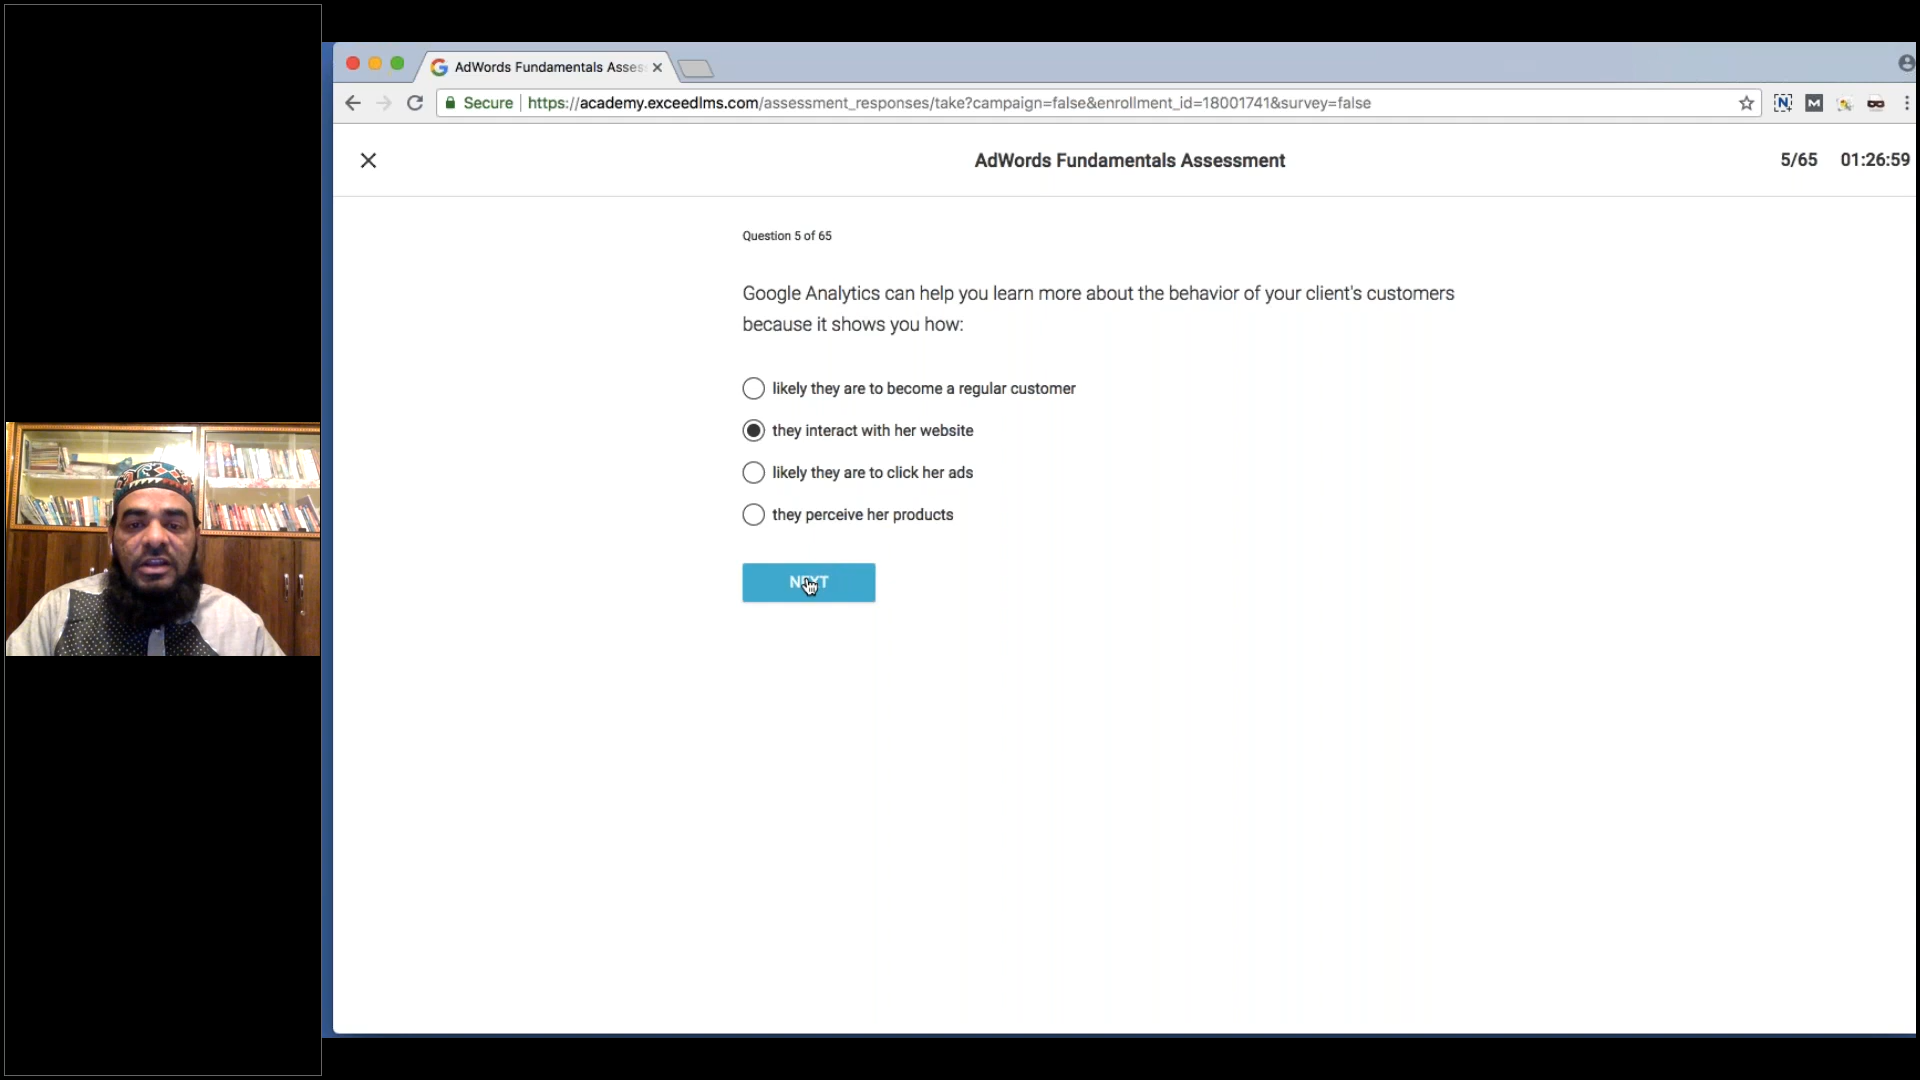 AdWords Fundamentals Asses
Secure https://academy.exceedlms.com/assessment_responses/take?campaign=false&enrollment_id=18001741&survey=false
AdWords Fundamentals Assessment
5/65 01:26:59
Question 5 of 65
Google Analytics can help you learn more about the behavior of your client's customers
because it shows you how:
likely they are to become a regular customer
they interact with her website
likely they are to click her ads
they perceive her products
NEXT